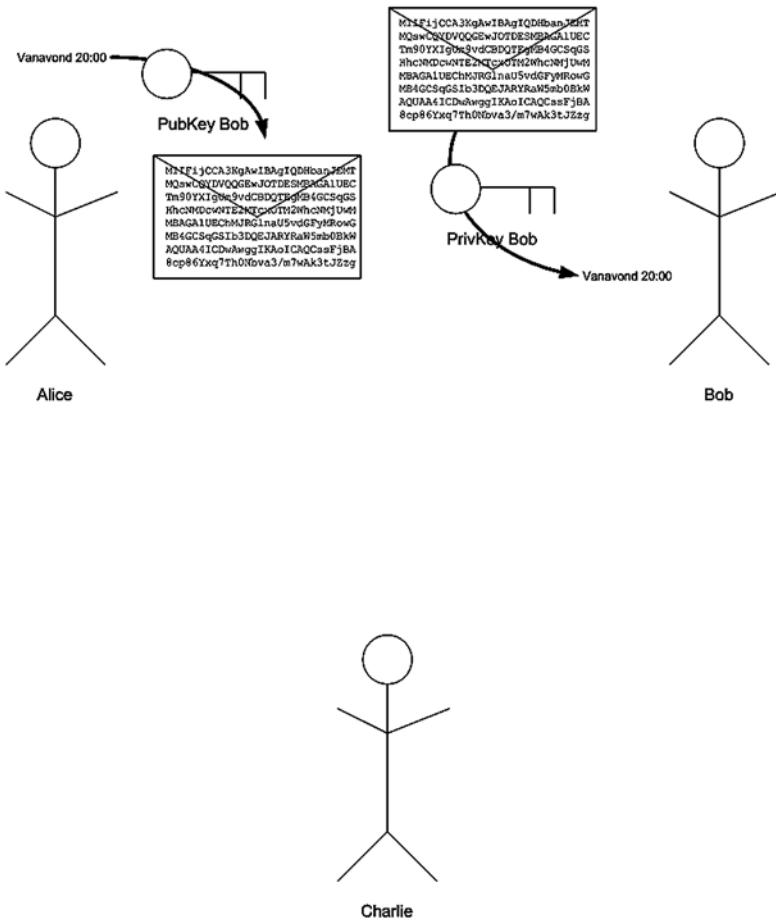 Vanavond 20:00
PubKey Bob
MIIFijCCA3KgAwIBAgIQDHbanJEMT
MQswCQYDVQQGEwJOTDESMBAGA1UEC
Tm90YXIgUm9vdCBDQTEgMB4GCSqGS
HhcNMDcwNTE2MTcxOTM2WhcNMjUwM
MBAGA1UEChMJRGlnaU5vdGFyMRowG
MB4GCSqGSIb3DQEJARYRaW5mb0BkW
AQUAA4ICDwAwggIKAoICAQCssFjBA
8cp86Yxq7Th0Nbva3/m7wAk3tJZzg
Alice
MIIFijCCA3KgAwIBAgIQDHbanJEMT
MQswCQYDVQQGEwJOTDESMBAGA1UEC
Tm90YXIgUm9vdCBDQTEgMB4GCSqGS
HhcNMDcwNTE2MTcxOTM2WhcNMjUwM
MBAGA1UEChMJRGlnaU5vdGFyMRowG
MB4GCSqGSIb3DQEJARYRaW5mb0BkW
AQUAA4ICDwAwggIKAoICAQCssFjBA
8cp86Yxq7Th0Nbva3/m7wAk3tJZzg
PrivKey Bob
Vanavond 20:00
Bob
Charlie